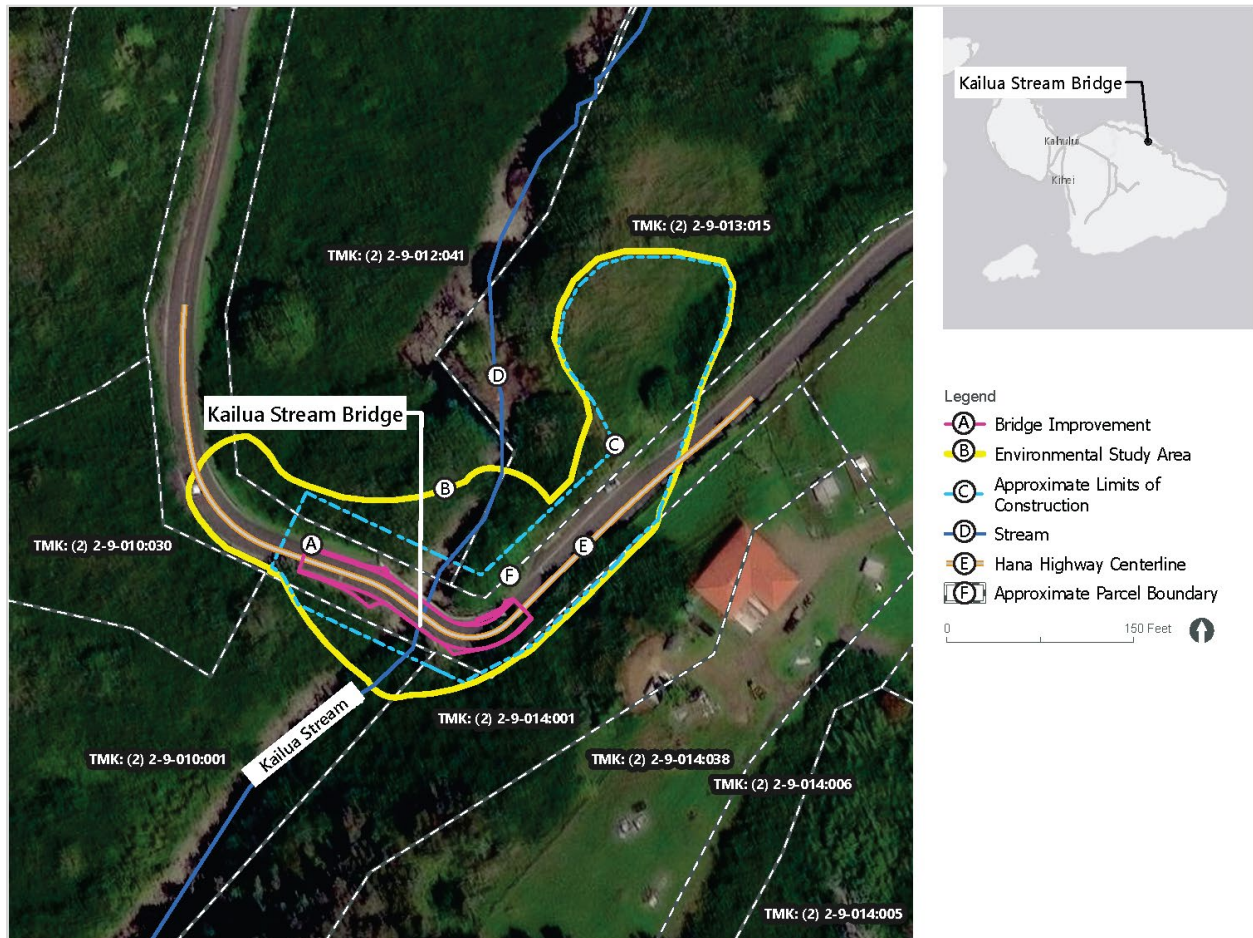 TMK: (2) 2-9-013:015
TMK: (2) 2-9-012:041
D
Kailua Stream Bridge
C
B
TMK: (2) 2-9-010:030
A
E
F
Kailua Stream
TMK: (2) 2-9-014:001
TMK: (2) 2-9-010:001
TMK: (2) 2-9-014:038
TMK: (2) 2-9-014:006
TMK: (2) 2-9-014:005
Kailua Stream Bridge
Kahului
Kihei
Legend
A Bridge Improvement
B Environmental Study Area
C Approximate Limits of
Construction
D Stream
E Hana Highway Centerline
F Approximate Parcel Boundary
0 150 Feet